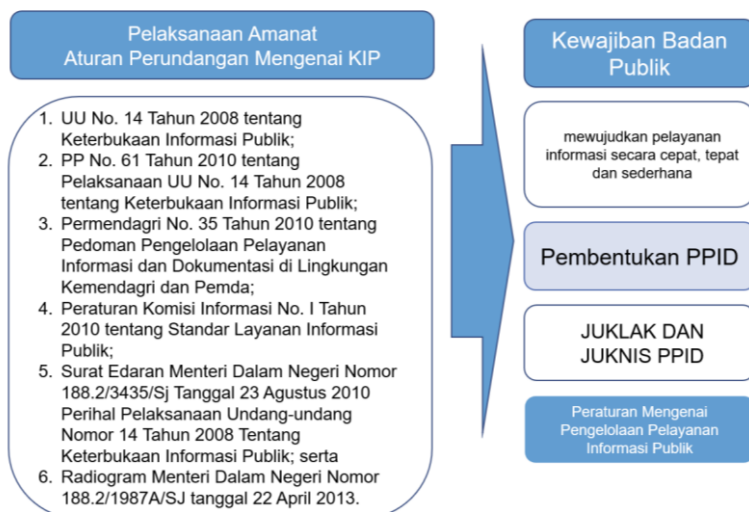 Pelaksanaan Amanat
Aturan Perundangan Mengenai KIP
1. UU No. 14 Tahun 2008 tentang
Keterbukaan Informasi Publik;
2. PP No. 61 Tahun 2010 tentang
Pelaksanaan UU No. 14 Tahun 2008
tentang Keterbukaan Informasi Publik;
3. Permendagri No. 35 Tahun 2010 tentang
Pedoman Pengelolaan Pelayanan
Informasi dan Dokumentasi di Lingkungan
Kemendagri dan Pemda;
4. Peraturan Komisi Informasi No. I Tahun
2010 tentang Standar Layanan Informasi
Publik;
5. Surat Edaran Menteri Dalam Negeri Nomor
188.2/3435/Sj Tanggal 23 Agustus 2010
Perihal Pelaksanaan Undang-undang
Nomor 14 Tahun 2008 Tentang
Keterbukaan Informasi Publik; serta
6. Radiogram Menteri Dalam Negeri Nomor
188.2/1987A/SJ tanggal 22 April 2013.
Kewajiban Badan
Publik
mewujudkan pelayanan
informasi secara cepat, tepat
dan sederhana
Pembentukan PPID
JUKLAK DAN
JUKNIS PPID
Peraturan Mengenai
Pengelolaan Pelayanan
Informasi Publik